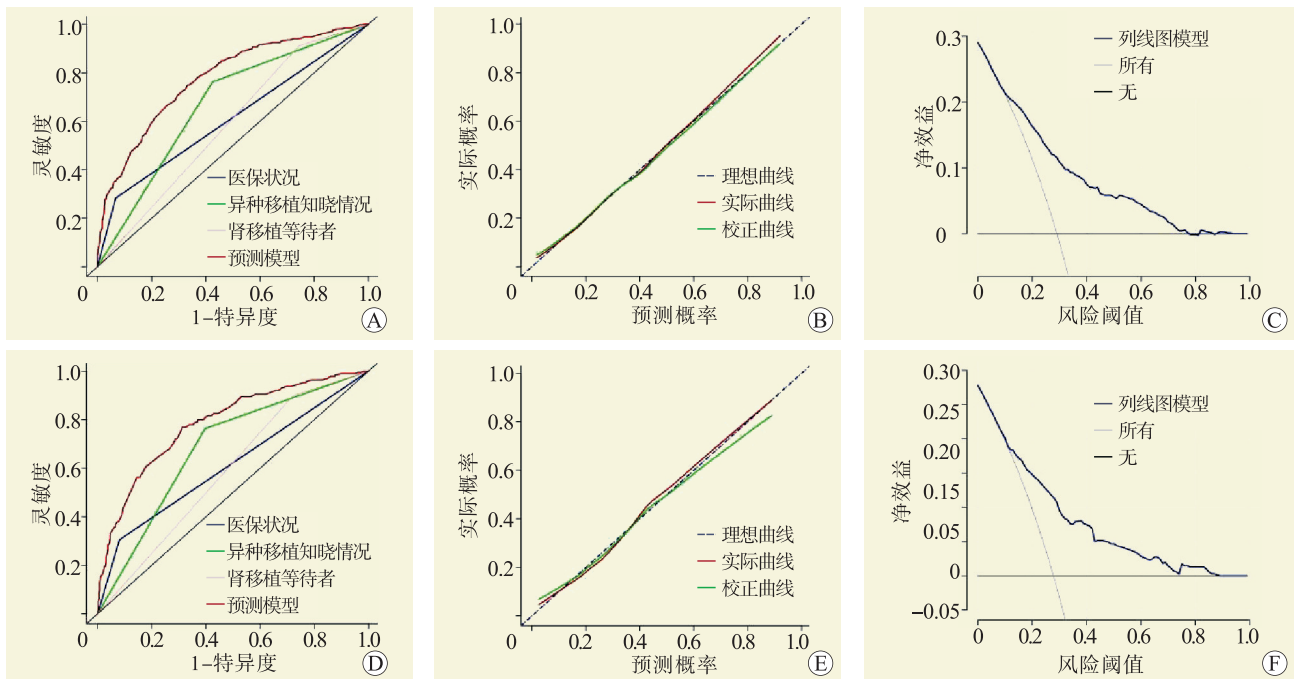 1.0
0.8
0.6
0.4
0.2
灵敏度
医保状况
异种移植知晓情况
肾移植等待者
预测模型
0 0.2 0.4 0.6 0.8 1.0
1-特异度
A
1.0
0.8
0.6
0.4
0.2
实际概率
理想曲线
实际曲线
校正曲线
0 0.2 0.4 0.6 0.8 1.0
预测概率
B
0.3
0.2
0.1
0
净效益
列线图模型
所有
无
0 0.2 0.4 0.6 0.8 1.0
风险阈值
C
1.0
0.8
0.6
0.4
0.2
灵敏度
医保状况
异种移植知晓情况
肾移植等待者
预测模型
0 0.2 0.4 0.6 0.8 1.0
1-特异度
D
1.0
0.8
0.6
0.4
0.2
实际概率
理想曲线
实际曲线
校正曲线
0 0.2 0.4 0.6 0.8 1.0
预测概率
E
0.30
0.25
0.20
0.15
0.05
0
-0.05
净效益
列线图模型
所有
无
0 0.2 0.4 0.6 0.8 1.0
风险阈值
F